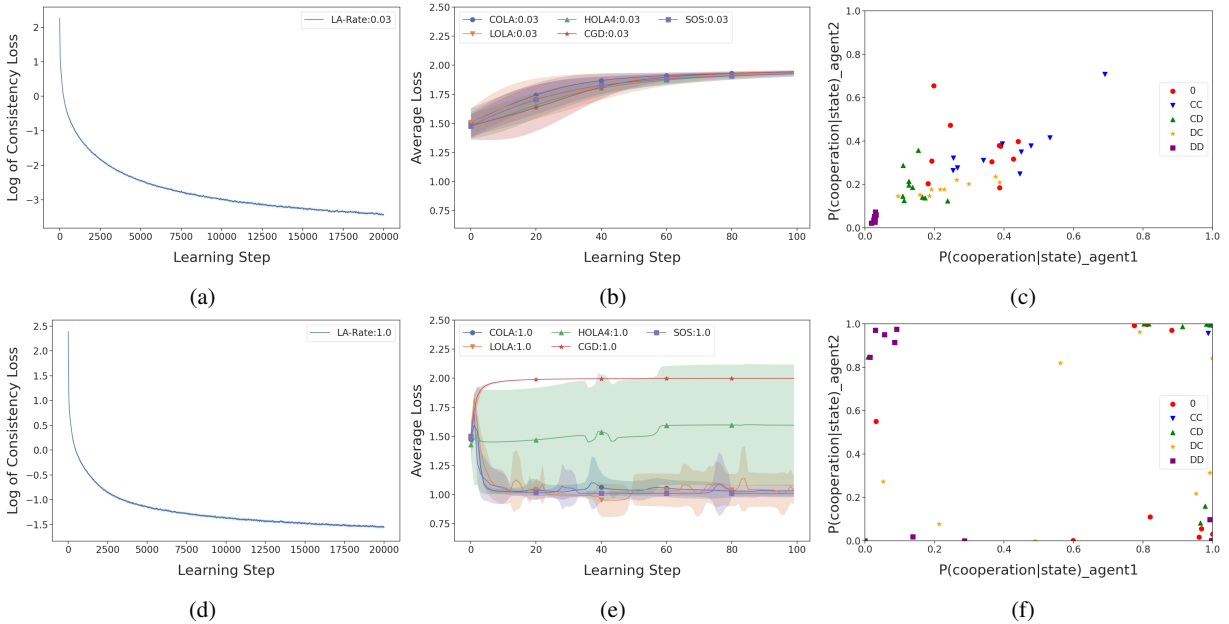 2
1
0
−1
−2
−3
0 2500 5000 7500 10000 12500 15000 17500 20000
Log of Consistency Loss
Learning Step
LA-Rate:0.03
(a)
2.50
2.25
2.00
1.75
1.50
1.25
1.00
0.75
0 20 40 60 80 100
Average Loss
Learning Step
COLA:0.03 HOLA4:0.03 SOS:0.03
LOLA:0.03 CGD:0.03
(b)
1.0
0.8
0.6
0.4
0.2
0.0
0.0 0.2 0.4 0.6 0.8 1.0
P(cooperation|state)_agent2
P(cooperation|state)_agent1
0
CC
CD
DC
DD
(c)
2.5
2.0
1.5
1.0
0.5
0.0
−0.5
−1.0
−1.5
0 2500 5000 7500 10000 12500 15000 17500 20000
Log of Consistency Loss
Learning Step
LA-Rate:1.0
(d)
2.50
2.25
2.00
1.75
1.50
1.25
1.00
0.75
0 20 40 60 80 100
Average Loss
Learning Step
COLA:1.0 HOLA4:1.0 SOS:1.0
LOLA:1.0 CGD:1.0
(e)
1.0
0.8
0.6
0.4
0.2
0.0
0.0 0.2 0.4 0.6 0.8 1.0
P(cooperation|state)_agent2
P(cooperation|state)_agent1
0
CC
CD
DC
DD
(f)